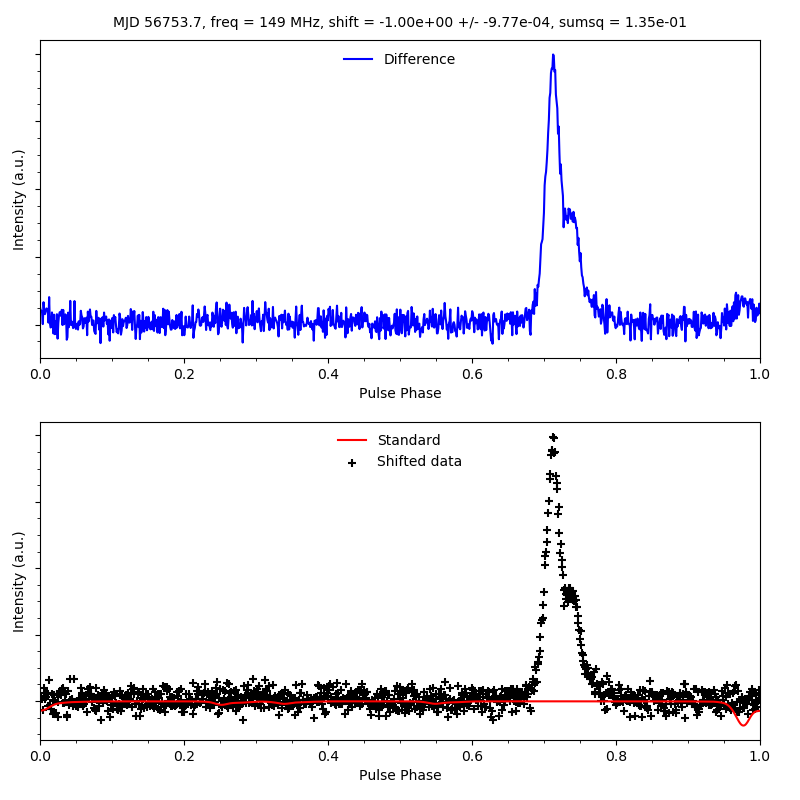 MJD 56753.7, freq = 149 MHz, shift = -1.00e+00 +/- -9.77e-04, sumsq = 1.35e-01
Difference
Intensity (a.u.)
0.0 0.2 0.4 0.6 0.8 1.0
Pulse Phase
Standard
Shifted data
Intensity (a.u.)
0.0 0.2 0.4 0.6 0.8 1.0
Pulse Phase